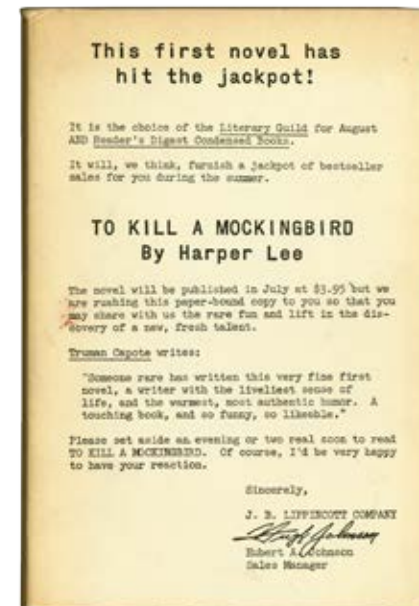 This first novel has
hit the jackpot!
It is the choice of the Literary Guild for August
AND Reader's Digest Condensed Books.
It will, we think, furnish a jackpot of bestseller
sales for you during the summer.
TO KILL A MOCKINGBIRD
By Harper Lee
The novel will be published in July at $3.95 but we
are rushing this paper-bound copy to you so that you
may share with us the rare fun and lift in the dis-
covery of a new, fresh talent.
Truman Capote writes:
"Someone rare has written this very fine first
novel, a writer with the liveliest sense of
life, and the warmest, most authentic humor. A
touching book, and so funny, so likeable."
Please set aside an evening or two real soon to read
TO KILL A MOCKINGBIRD. Of course, I'd be very happy
to have your reaction.
Sincerely,
J. B. LIPPINCOTT COMPANY
Hubert A. Johnson
Sales Manager